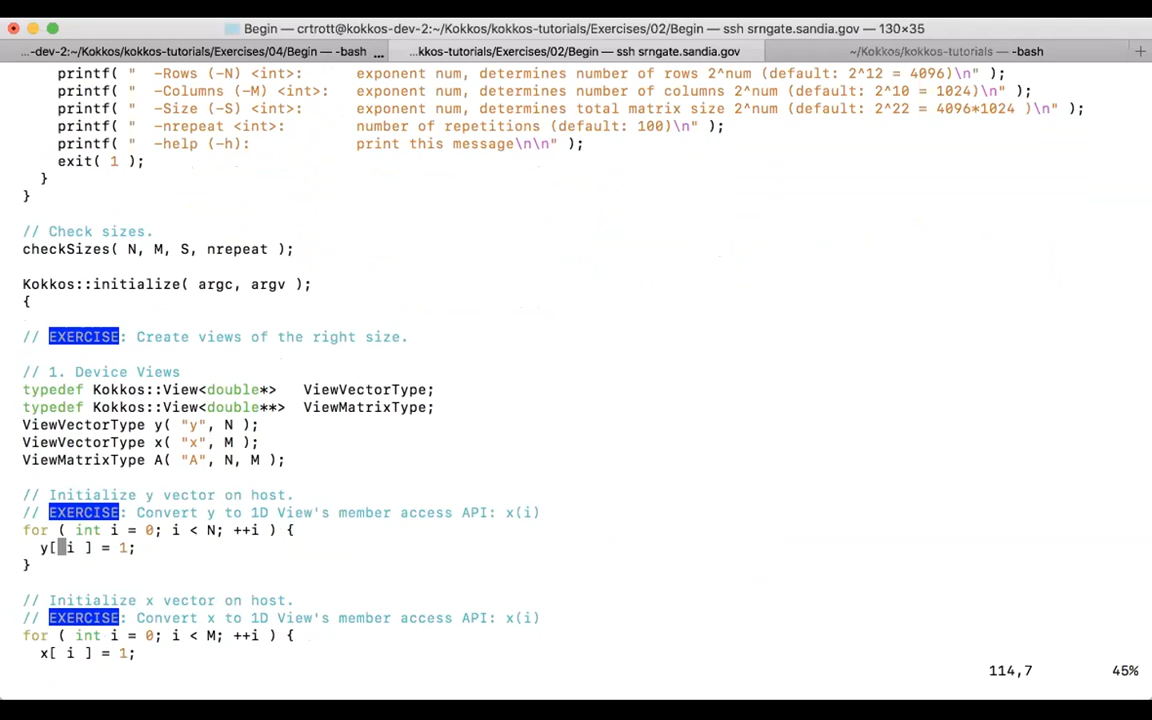 Begin — crtrott@kokkos-dev-2:~/Kokkos/kokkos-tutorials/Exercises/02/Begin — ssh srngate.sandia.gov — 130×35
...-dev-2:~/Kokkos/kokkos-tutorials/Exercises/04/Begin — -bash ... ...kkos-tutorials/Exercises/02/Begin — ssh srngate.sandia.gov ~/Kokkos/kokkos-tutorials — -bash +
    printf( "  -Rows (-N) <int>:      exponent num, determines number of rows 2^num (default: 2^12 = 4096)\n" );
    printf( "  -Columns (-M) <int>:   exponent num, determines number of columns 2^num (default: 2^10 = 1024)\n" );
    printf( "  -Size (-S) <int>:      exponent num, determines total matrix size 2^num (default: 2^22 = 4096*1024 )\n" );
    printf( "  -nrepeat <int>:        number of repetitions (default: 100)\n" );
    printf( "  -help (-h):            print this message\n\n" );
    exit( 1 );
  }
}
// Check sizes.
checkSizes( N, M, S, nrepeat );
Kokkos::initialize( argc, argv );
{
// EXERCISE: Create views of the right size.
// 1. Device Views
typedef Kokkos::View<double*>   ViewVectorType;
typedef Kokkos::View<double**>  ViewMatrixType;
ViewVectorType y( "y", N );
ViewVectorType x( "x", M );
ViewMatrixType A( "A", N, M );
// Initialize y vector on host.
// EXERCISE: Convert y to 1D View's member access API: x(i)
for ( int i = 0; i < N; ++i ) {
  y[ i ] = 1;
}
// Initialize x vector on host.
// EXERCISE: Convert x to 1D View's member access API: x(i)
for ( int i = 0; i < M; ++i ) {
  x[ i ] = 1;
114,7 45%